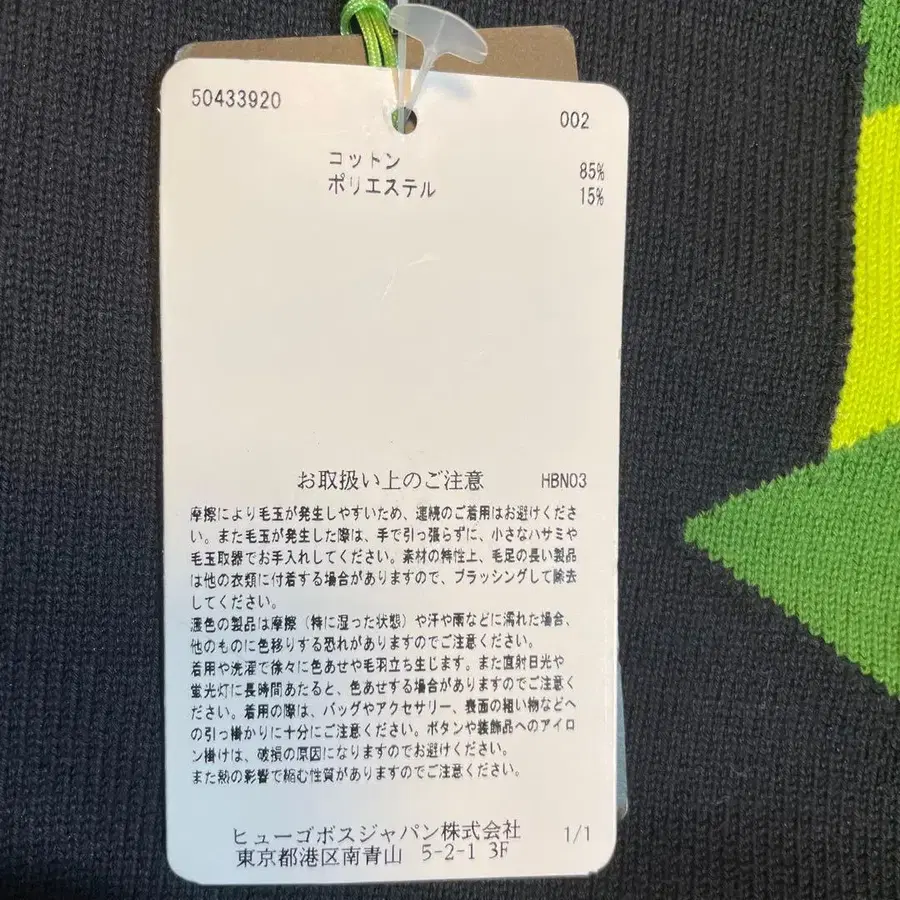 50433920
002
コットン 85%
ポリエステル 15%
お取扱い上のご注意 HBN03
摩擦により毛玉が発生しやすいため、連続のご着用はお避けくださ
い。また毛玉が発生した際は、手で引っ張らずに、小さなハサミや
毛玉取器でお手入れしてください。素材の特性上、毛足の長い製品
は他の衣類に付着する場合がありますので、ブラッシングして除去
してください。
濃色の製品は摩擦（特に湿った状態）や汗や雨などに濡れた場合、
他のものに色移りする恐れがありますのでご注意ください。
着用や洗濯で徐々に色あせや毛羽立ち生じます。また直射日光や
蛍光灯に長時間あたると、色あせする場合がありますのでご注意く
ださい。着用の際は、バッグやアクセサリー、表面の粗い物などへ
の引っ掛かりに十分にご注意ください。ボタンや装飾品へのアイロ
ン掛けは、破損の原因になりますのでお避けください。
また熱の影響で縮む性質がありますのでご注意ください。
ヒューゴボスジャパン株式会社 1/1
東京都港区南青山 5-2-1 3F